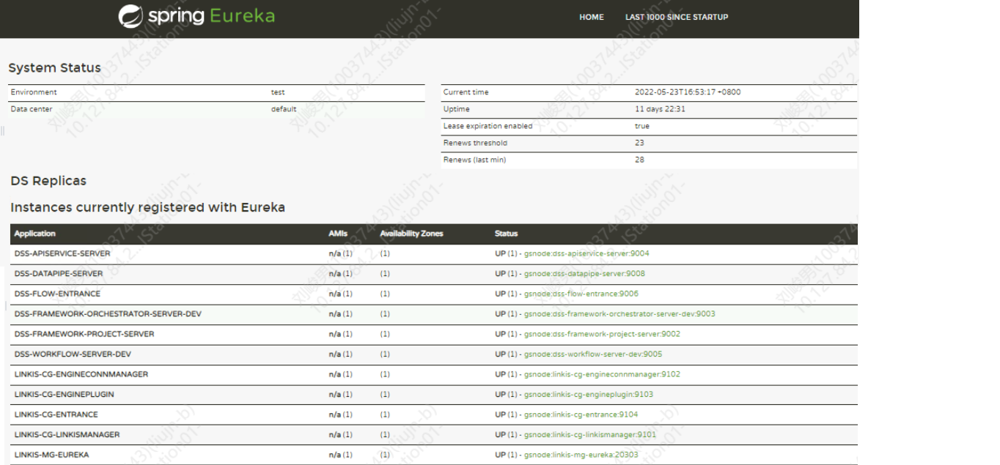 spring Eureka HOME LAST 1000 SINCE STARTUP
System Status
Environment test
Data center default
Current time 2022-05-23T16:53:17 +0800
Uptime 11 days 22:31
Lease expiration enabled true
Renews threshold 23
Renews (last min) 28
DS Replicas
Instances currently registered with Eureka
Application AMIs Availability Zones Status
DSS-APISERVICE-SERVER n/a (1) (1) UP (1) - gsnode:dss-apiservice-server:9004
DSS-DATAPIPE-SERVER n/a (1) (1) UP (1) - gsnode:dss-datapipe-server:9008
DSS-FLOW-ENTRANCE n/a (1) (1) UP (1) - gsnode:dss-flow-entrance:9006
DSS-FRAMEWORK-ORCHESTRATOR-SERVER-DEV n/a (1) (1) UP (1) - gsnode:dss-framework-orchestrator-server-dev:9003
DSS-FRAMEWORK-PROJECT-SERVER n/a (1) (1) UP (1) - gsnode:dss-framework-project-server:9002
DSS-WORKFLOW-SERVER-DEV n/a (1) (1) UP (1) - gsnode:dss-workflow-server-dev:9005
LINKIS-CG-ENGINECONNMANAGER n/a (1) (1) UP (1) - gsnode:linkis-cg-engineconnmanager:9102
LINKIS-CG-ENGINEPLUGIN n/a (1) (1) UP (1) - gsnode:linkis-cg-engineplugin:9103
LINKIS-CG-ENTRANCE n/a (1) (1) UP (1) - gsnode:linkis-cg-entrance:9104
LINKIS-CG-LINKISMANAGER n/a (1) (1) UP (1) - gsnode:linkis-cg-linkismanager:9101
LINKIS-MG-EUREKA n/a (1) (1) UP (1) - gsnode:linkis-mg-eureka:20303